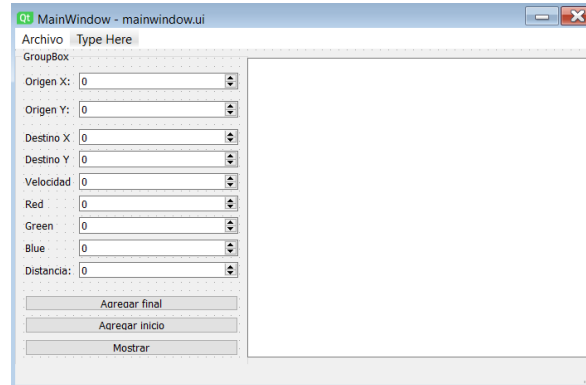 MainWindow - mainwindow.ui
Archivo Type Here
GroupBox
Origen X: 0
Origen Y: 0
Destino X 0
Destino Y 0
Velocidad 0
Red 0
Green 0
Blue 0
Distancia: 0
Agregar final
Agregar inicio
Mostrar